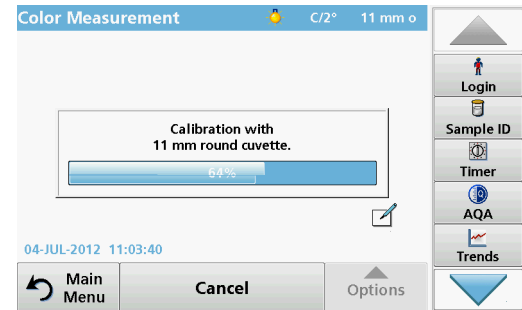 Color Measurement C/2° 11 mm o
Login
Sample ID
Timer
AQA
Trends
Calibration with
11 mm round cuvette.
64%
04-JUL-2012 11:03:40
Main
Menu
Cancel
Options